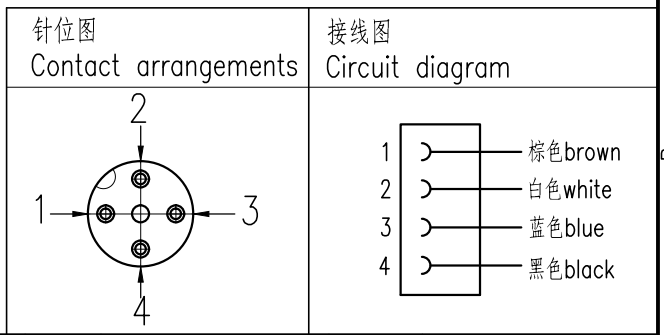 针位图
Contact arrangements
接线图
Circuit diagram
2
1
3
4
1 棕色brown
2 白色white
3 蓝色blue
4 黑色black